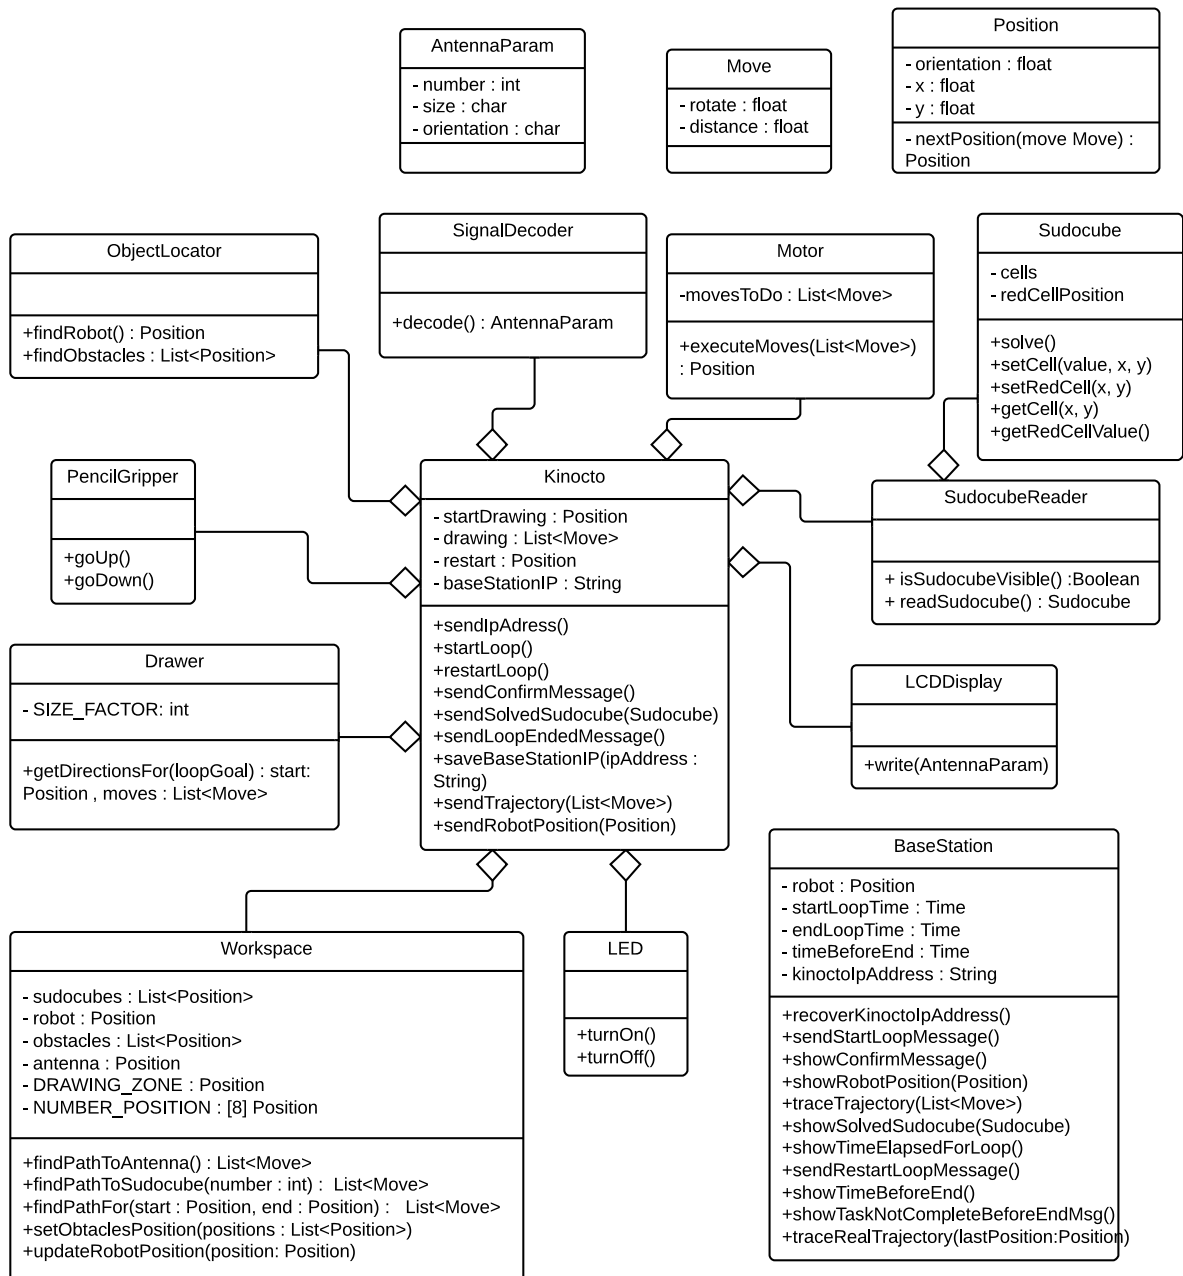 AntennaParam
- number : int
- size : char
- orientation : char
Move
- rotate : float
- distance : float
Position
- orientation : float
- x : float
- y : float
- nextPosition(move Move) :
Position
ObjectLocator
+findRobot() : Position
+findObstacles : List<Position>
SignalDecoder
+decode() : AntennaParam
Motor
-movesToDo : List<Move>
+executeMoves(List<Move>)
: Position
Sudocube
- cells
- redCellPosition
+solve()
+setCell(value, x, y)
+setRedCell(x, y)
+getCell(x, y)
+getRedCellValue()
PencilGripper
+goUp()
+goDown()
Kinocto
- startDrawing : Position
- drawing : List<Move>
- restart : Position
- baseStationIP : String
+sendIpAdress()
+startLoop()
+restartLoop()
+sendConfirmMessage()
+sendSolvedSudocube(Sudocube)
+sendLoopEndedMessage()
+saveBaseStationIP(ipAddress :
String)
+sendTrajectory(List<Move>)
+sendRobotPosition(Position)
SudocubeReader
+ isSudocubeVisible() :Boolean
+ readSudocube() : Sudocube
Drawer
- SIZE_FACTOR: int
+getDirectionsFor(loopGoal) : start:
Position , moves : List<Move>
LCDDisplay
+write(AntennaParam)
Workspace
- sudocubes : List<Position>
- robot : Position
- obstacles : List<Position>
- antenna : Position
- DRAWING_ZONE : Position
- NUMBER_POSITION : [8] Position
+findPathToAntenna() : List<Move>
+findPathToSudocube(number : int) : List<Move>
+findPathFor(start : Position, end : Position) : List<Move>
+setObtaclesPosition(positions : List<Position>)
+updateRobotPosition(position: Position)
LED
+turnOn()
+turnOff()
BaseStation
- robot : Position
- startLoopTime : Time
- endLoopTime : Time
- timeBeforeEnd : Time
- kinoctoIpAddress : String
+recoverKinoctoIpAddress()
+sendStartLoopMessage()
+showConfirmMessage()
+showRobotPosition(Position)
+traceTrajectory(List<Move>)
+showSolvedSudocube(Sudocube)
+showTimeElapsedForLoop()
+sendRestartLoopMessage()
+showTimeBeforeEnd()
+showTaskNotCompleteBeforeEndMsg()
+traceRealTrajectory(lastPosition:Position)